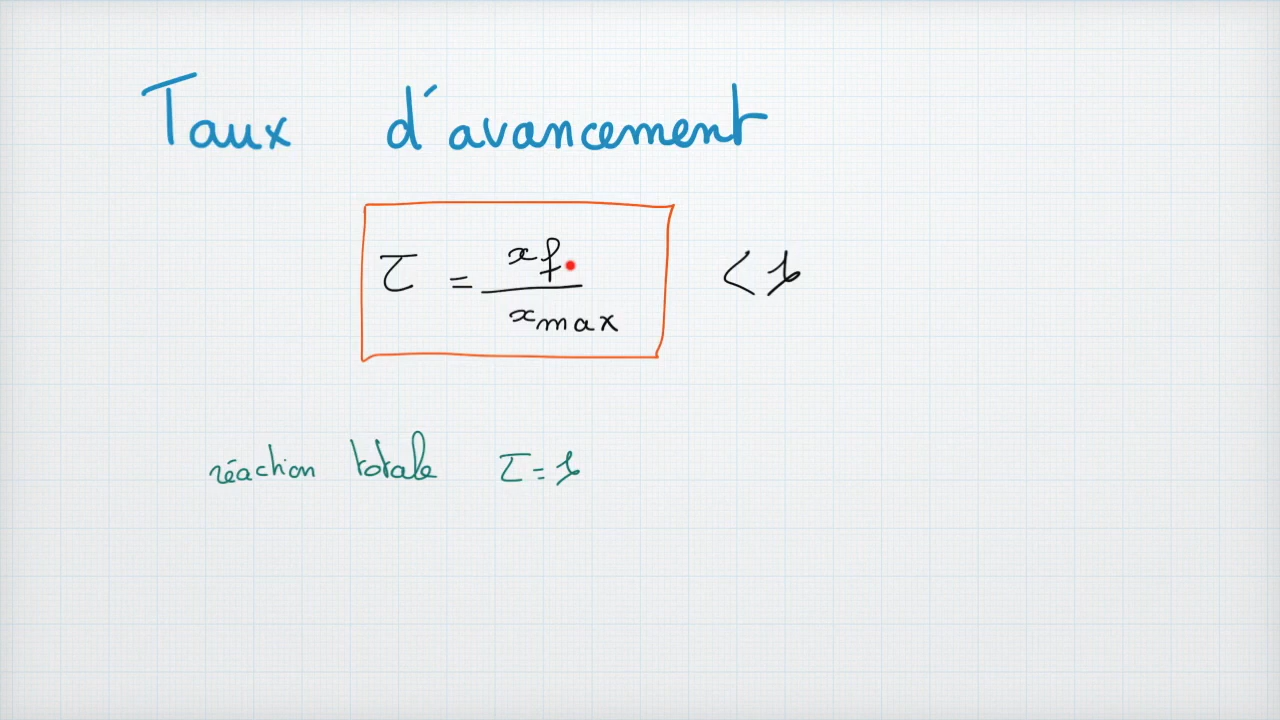 Taux d'avancement
τ = xf / xmax < 1
réaction totale τ = 1